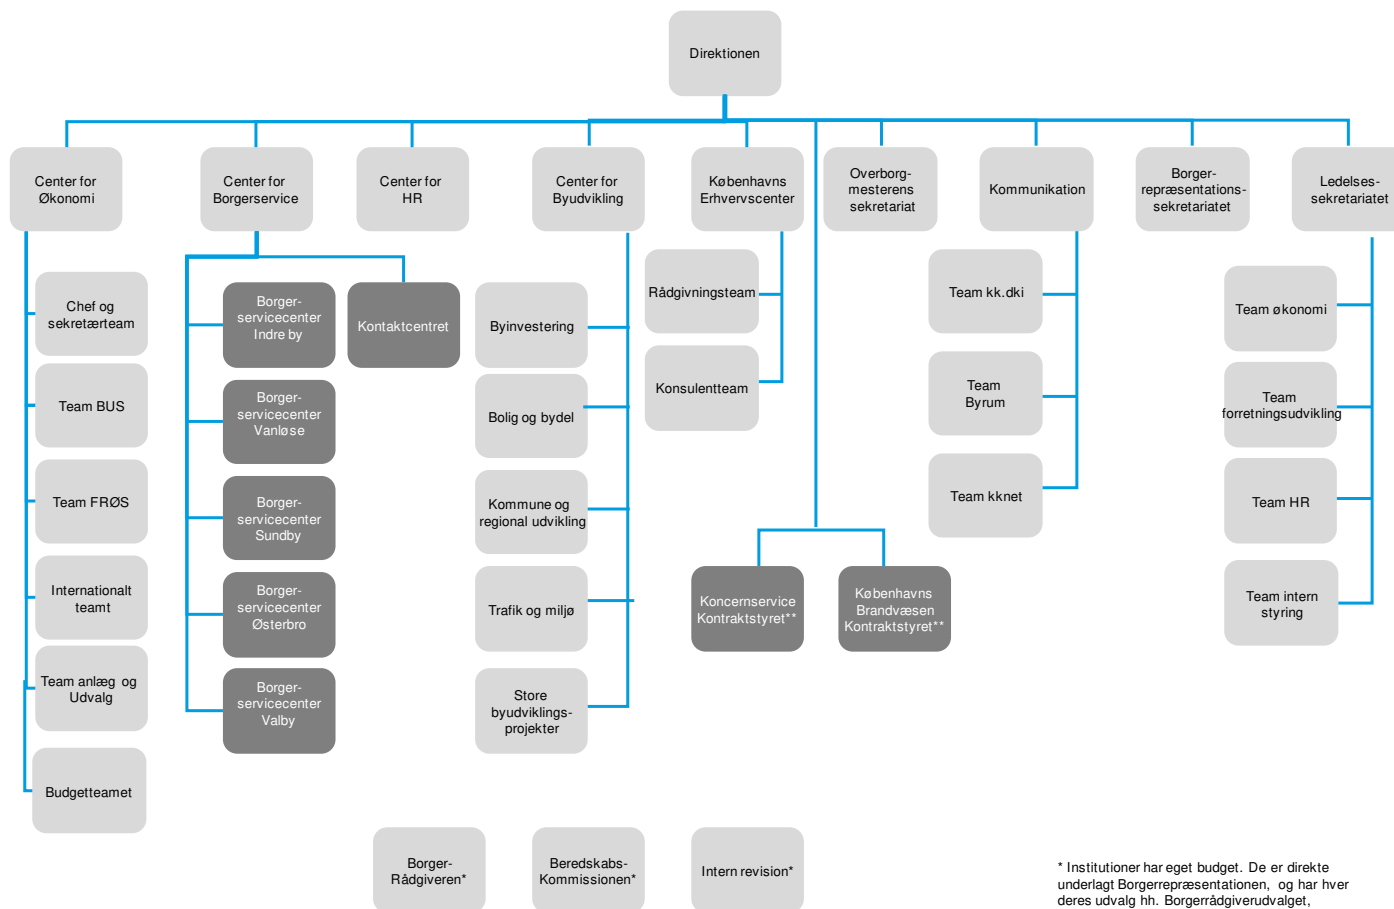 Direktionen
Center for
Økonomi
Center for
Borgerservice
Center for
HR
Center for
Byudvikling
Københavns
Erhvervscenter
Overborg-
mesterens
sekretariat
Kommunikation
Borger-
repræsentations-
sekretariatet
Ledelses-
sekretariatet
Chef og
sekretærteam
Team BUS
Team FRØS
Internationalt
teamt
Team anlæg og
Udvalg
Budgetteamet
Borger-
servicecenter
Indre by
Kontaktcentret
Borger-
servicecenter
Vanløse
Borger-
servicecenter
Sundby
Borger-
servicecenter
Østerbro
Borger-
servicecenter
Valby
Byinvestering
Bolig og bydel
Kommune og
regional udvikling
Trafik og miljø
Store
byudviklings-
projekter
Rådgivningsteam
Konsulentteam
Koncernservice
Kontraktstyret**
Københavns
Brandvæsen
Kontraktstyret**
Team kk.dki
Team
Byrum
Team kknet
Team økonomi
Team
forretningsudvikling
Team HR
Team intern
styring
Borger-
Rådgiveren*
Beredskabs-
Kommissionen*
Intern revision*
* Institutioner har eget budget. De er direkte
underlagt Borgerrepræsentationen, og har hver
deres udvalg hh. Borgerrådgiverudvalget,